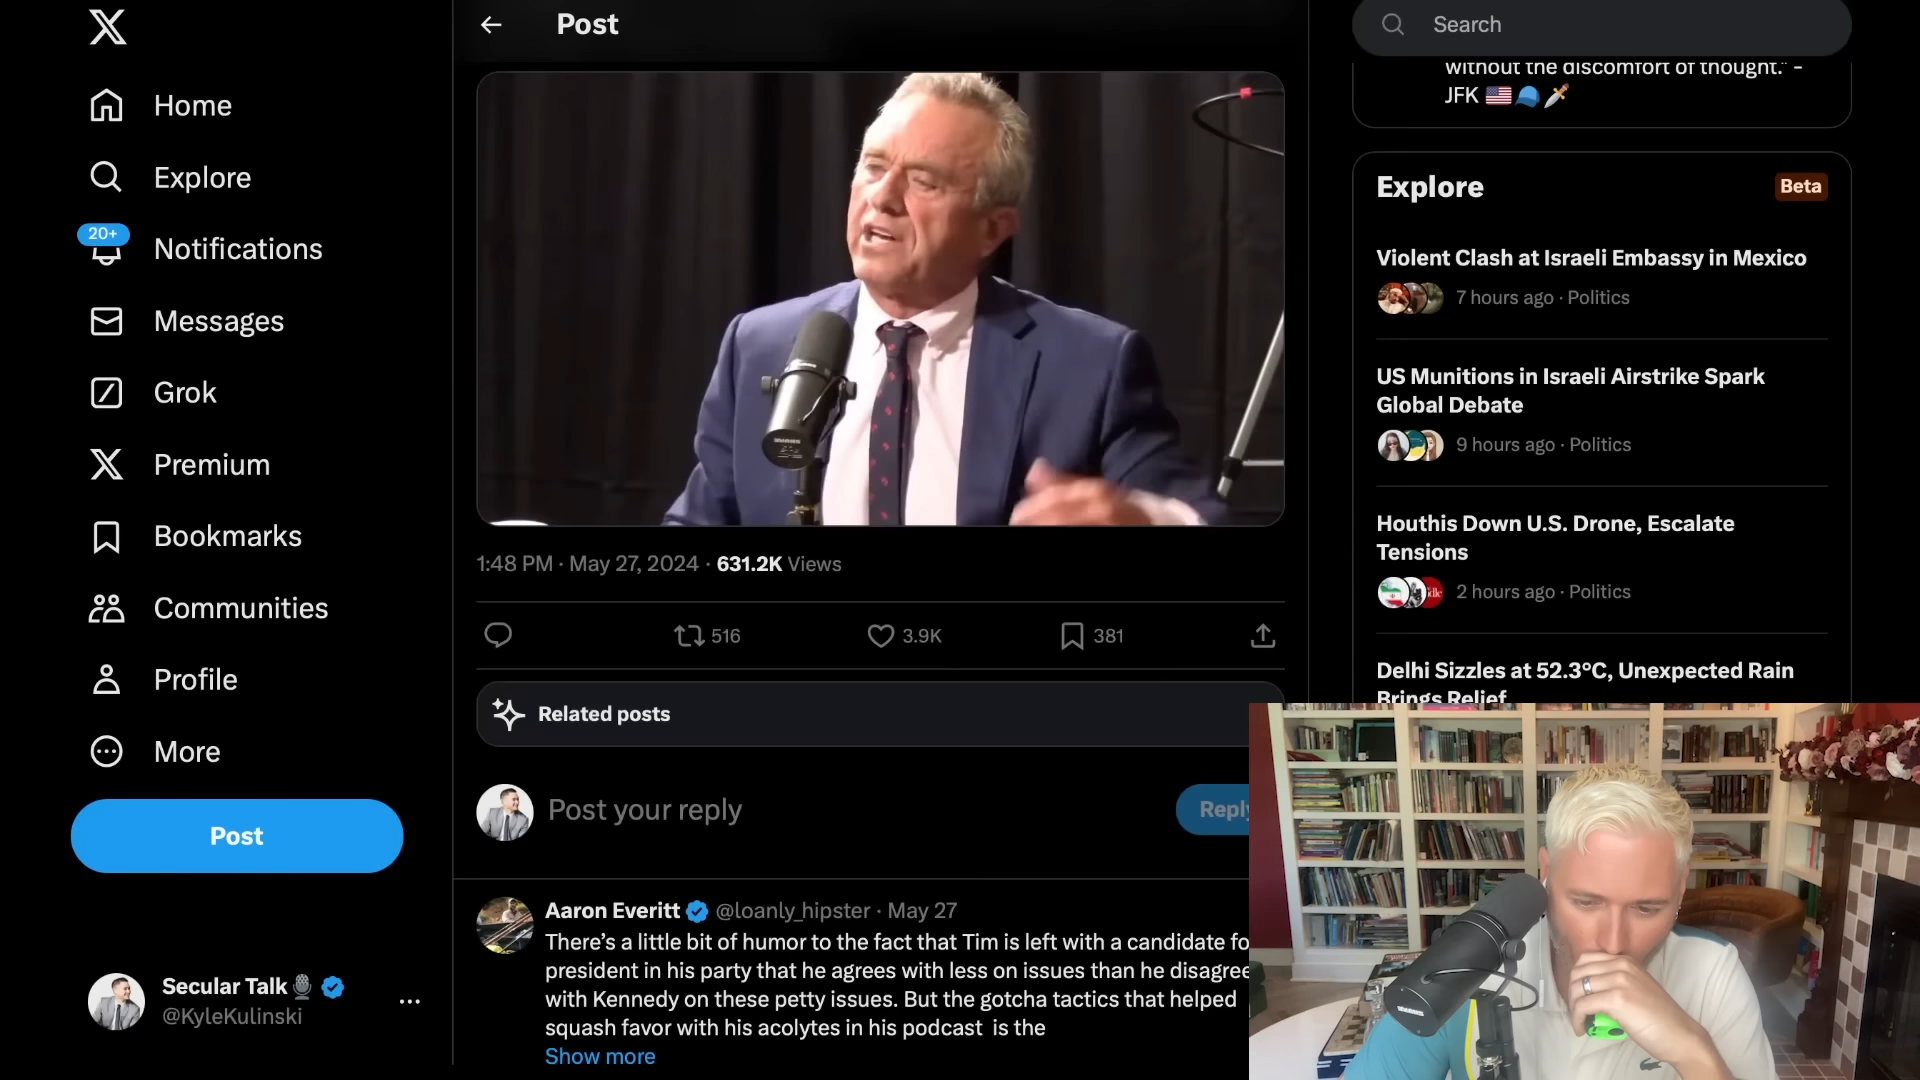 Home
Explore
20+
Notifications
Messages
Grok
Premium
Bookmarks
Communities
Profile
More
Post
Secular Talk
@KyleKulinski
Post
1:48 PM · May 27, 2024 · 631.2K Views
516
3.9K
381
Related posts
Post your reply
Reply
Aaron Everitt @loanly_hipster · May 27
There’s a little bit of humor to the fact that Tim is left with a candidate fo
president in his party that he agrees with less on issues than he disagree
with Kennedy on these petty issues. But the gotcha tactics that helped
squash favor with his acolytes in his podcast is the
Show more
Search
without the discomfort of thought." -
JFK 🇺🇸🧢🗡️
Explore
Beta
Violent Clash at Israeli Embassy in Mexico
7 hours ago · Politics
US Munitions in Israeli Airstrike Spark
Global Debate
9 hours ago · Politics
Houthis Down U.S. Drone, Escalate
Tensions
2 hours ago · Politics
Delhi Sizzles at 52.3°C, Unexpected Rain
Brings Relief